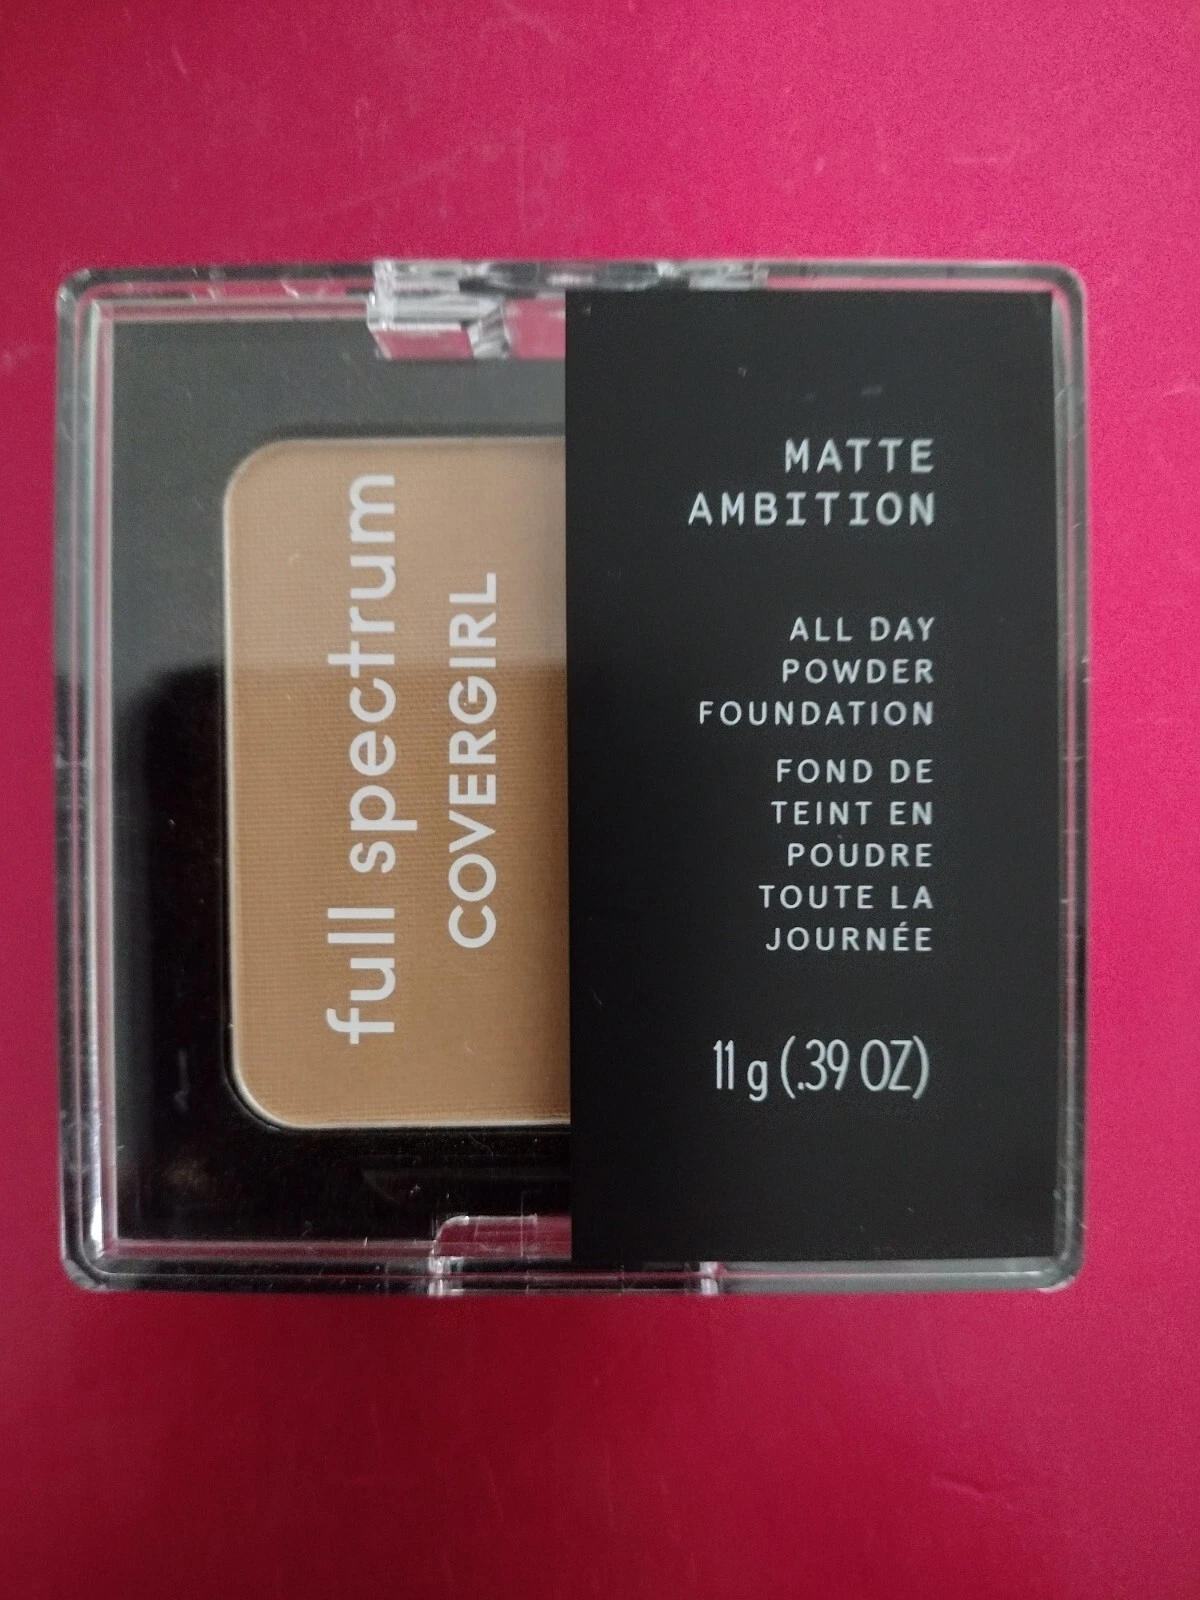 full spectrum
COVERGIRL
MATTE
AMBITION
ALL DAY
POWDER
FOUNDATION
FOND DE
TEINT EN
POUDRE
TOUTE LA
JOURNÉE
11 g (.39 OZ)